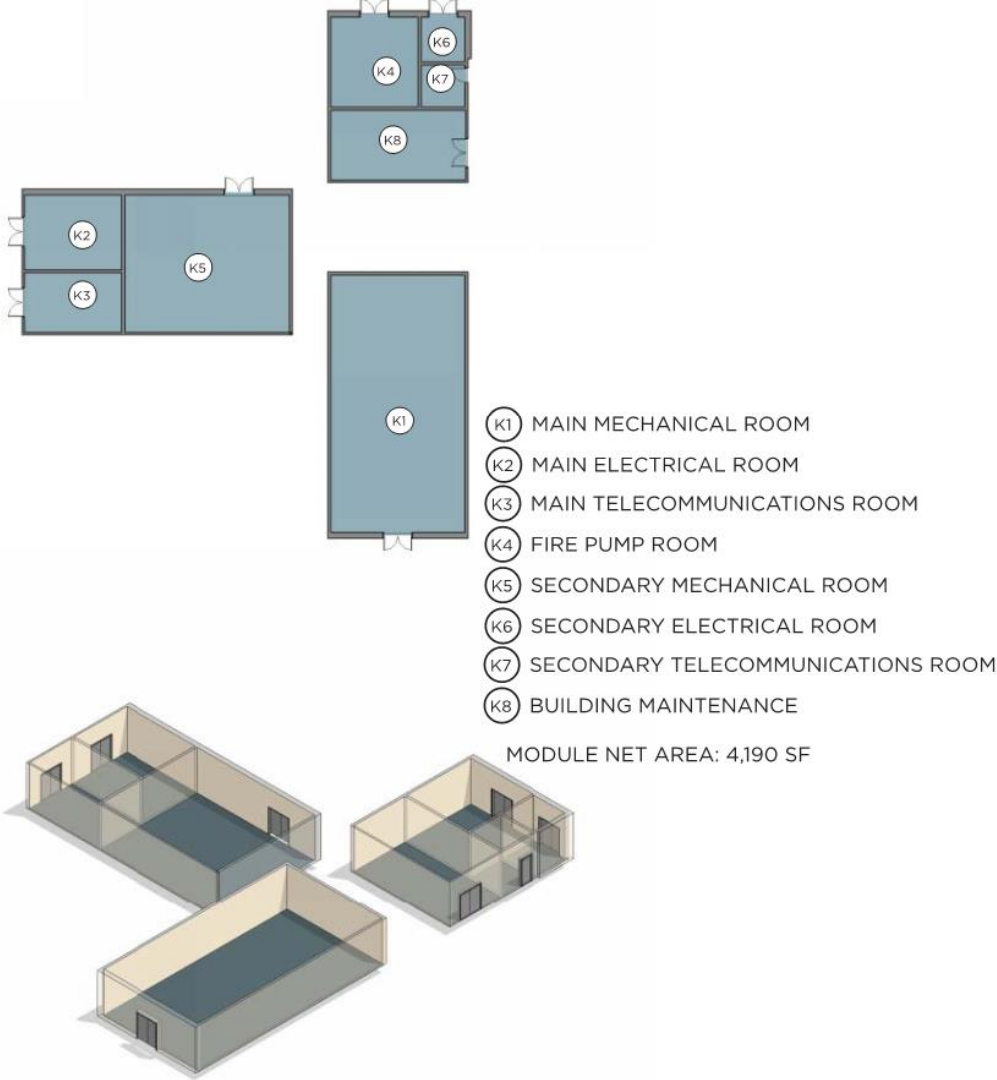 K6
K4
K7
K8
K2
K5
K3
K1
K1 MAIN MECHANICAL ROOM
K2 MAIN ELECTRICAL ROOM
K3 MAIN TELECOMMUNICATIONS ROOM
K4 FIRE PUMP ROOM
K5 SECONDARY MECHANICAL ROOM
K6 SECONDARY ELECTRICAL ROOM
K7 SECONDARY TELECOMMUNICATIONS ROOM
K8 BUILDING MAINTENANCE
MODULE NET AREA: 4,190 SF